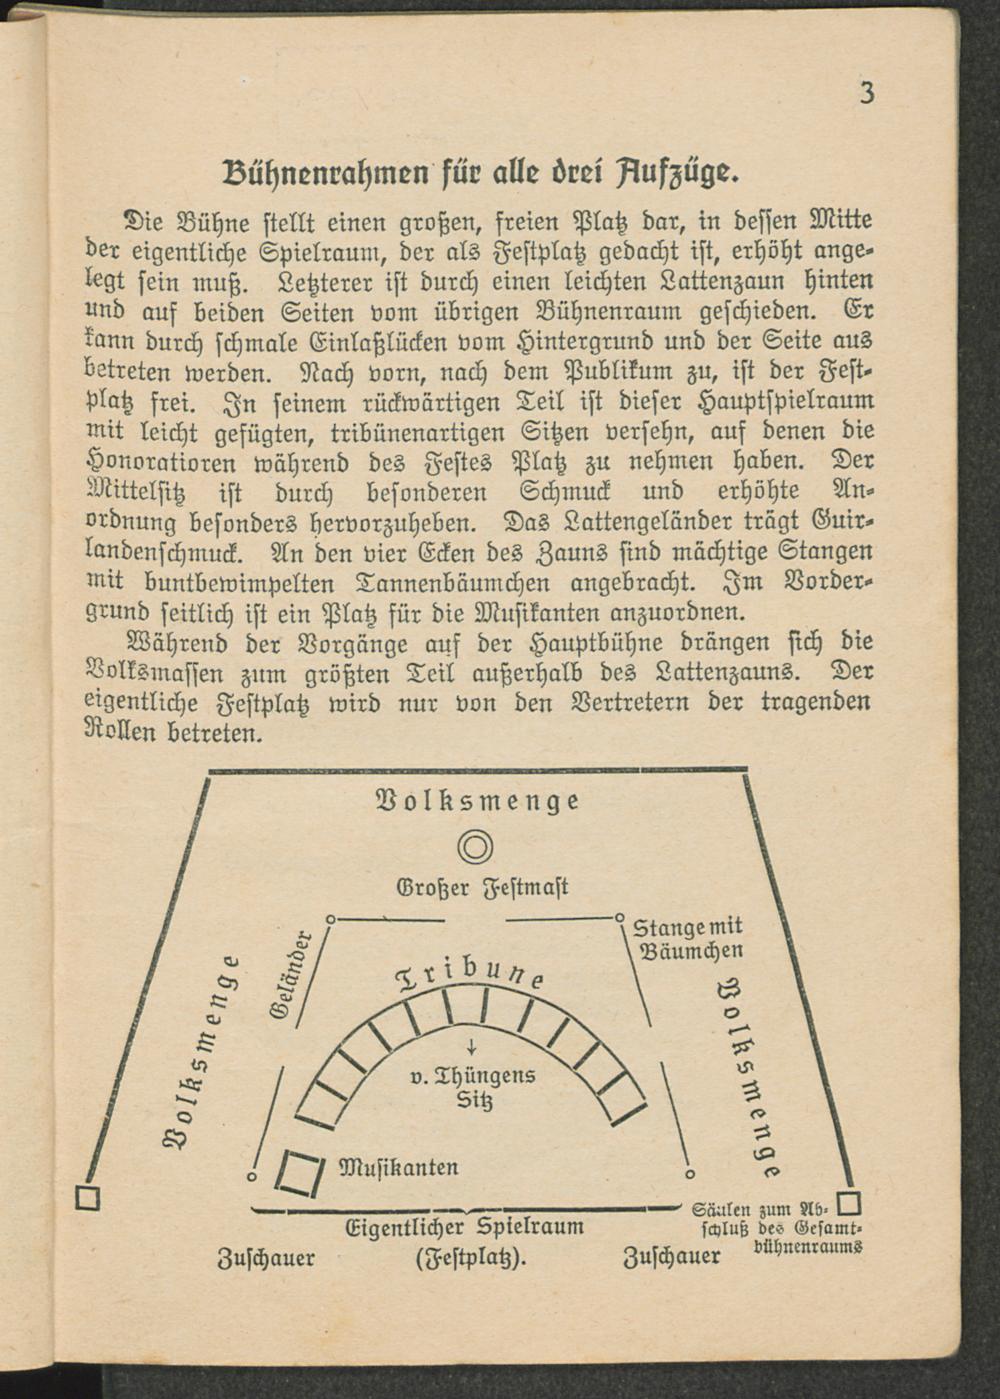 3
Bühnenrahmen für alle drei Aufzüge.
Die Bühne stellt einen großen, freien Platz dar, in dessen Mitte
der eigentliche Spielraum, der als Festplatz gedacht ist, erhöht ange-
legt sein muß. Letzterer ist durch einen leichten Lattenzaun hinten
und auf beiden Seiten vom übrigen Bühnenraum geschieden. Er
kann durch schmale Einlaßlücken vom Hintergrund und der Seite aus
betreten werden. Nach vorn, nach dem Publikum zu, ist der Fest-
platz frei. In seinem rückwärtigen Teil ist dieser Hauptspielraum
mit leicht gefügten, tribünenartigen Sitzen versehn, auf denen die
Honoratioren während des Festes Platz zu nehmen haben. Der
Mittelsitz ist durch besonderen Schmuck und erhöhte An-
ordnung besonders hervorzuheben. Das Lattengeländer trägt Guir-
landenschmuck. An den vier Ecken des Zauns sind mächtige Stangen
mit buntbewimpelten Tannenbäumchen angebracht. Im Vorder-
grund seitlich ist ein Platz für die Musikanten anzuordnen.
Während der Vorgänge auf der Hauptbühne drängen sich die
Volksmassen zum größten Teil außerhalb des Lattenzauns. Der
eigentliche Festplatz wird nur von den Vertretern der tragenden
Rollen betreten.
Volksmenge
Großer Festmast
Stange mit
Bäumchen
Geländer
Tribune
Volksmenge
Volksmenge
v. Thüngens
Sitz
Musikanten
Eigentlicher Spielraum
(Festplatz).
Zuschauer
Zuschauer
Säulen zum Ab-
schluß des Gesamt-
bühnenraums